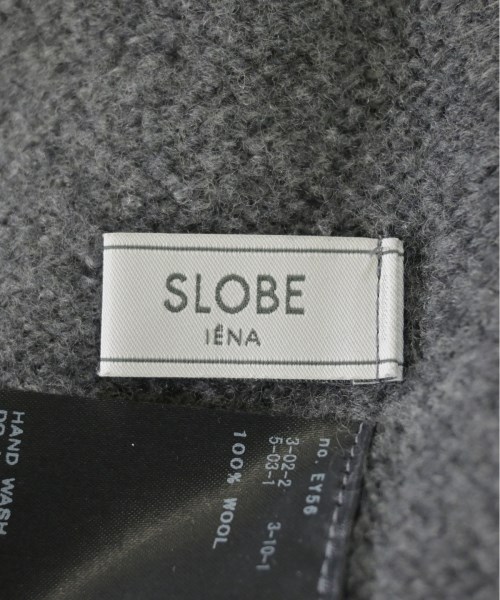 SLOBE
IÉNA
no. EY56
3-02-2 3-10-1
5-03-1
100% WOOL
HAND WASH